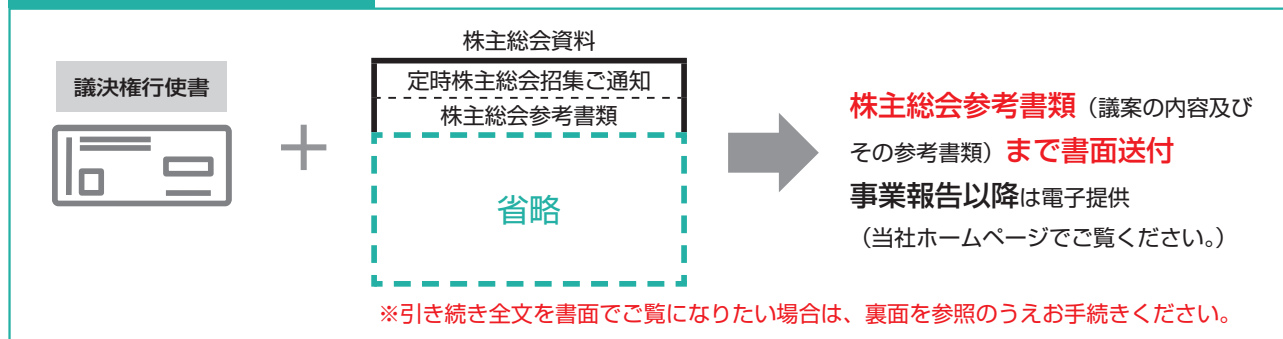 議決権行使書
株主総会資料
定時株主総会招集ご通知
株主総会参考書類
省略
株主総会参考書類（議案の内容及び
その参考書類）まで書面送付
事業報告以降は電子提供
（当社ホームページでご覧ください。）
※引き続き全文を書面でご覧になりたい場合は、裏面を参照のうえお手続きください。